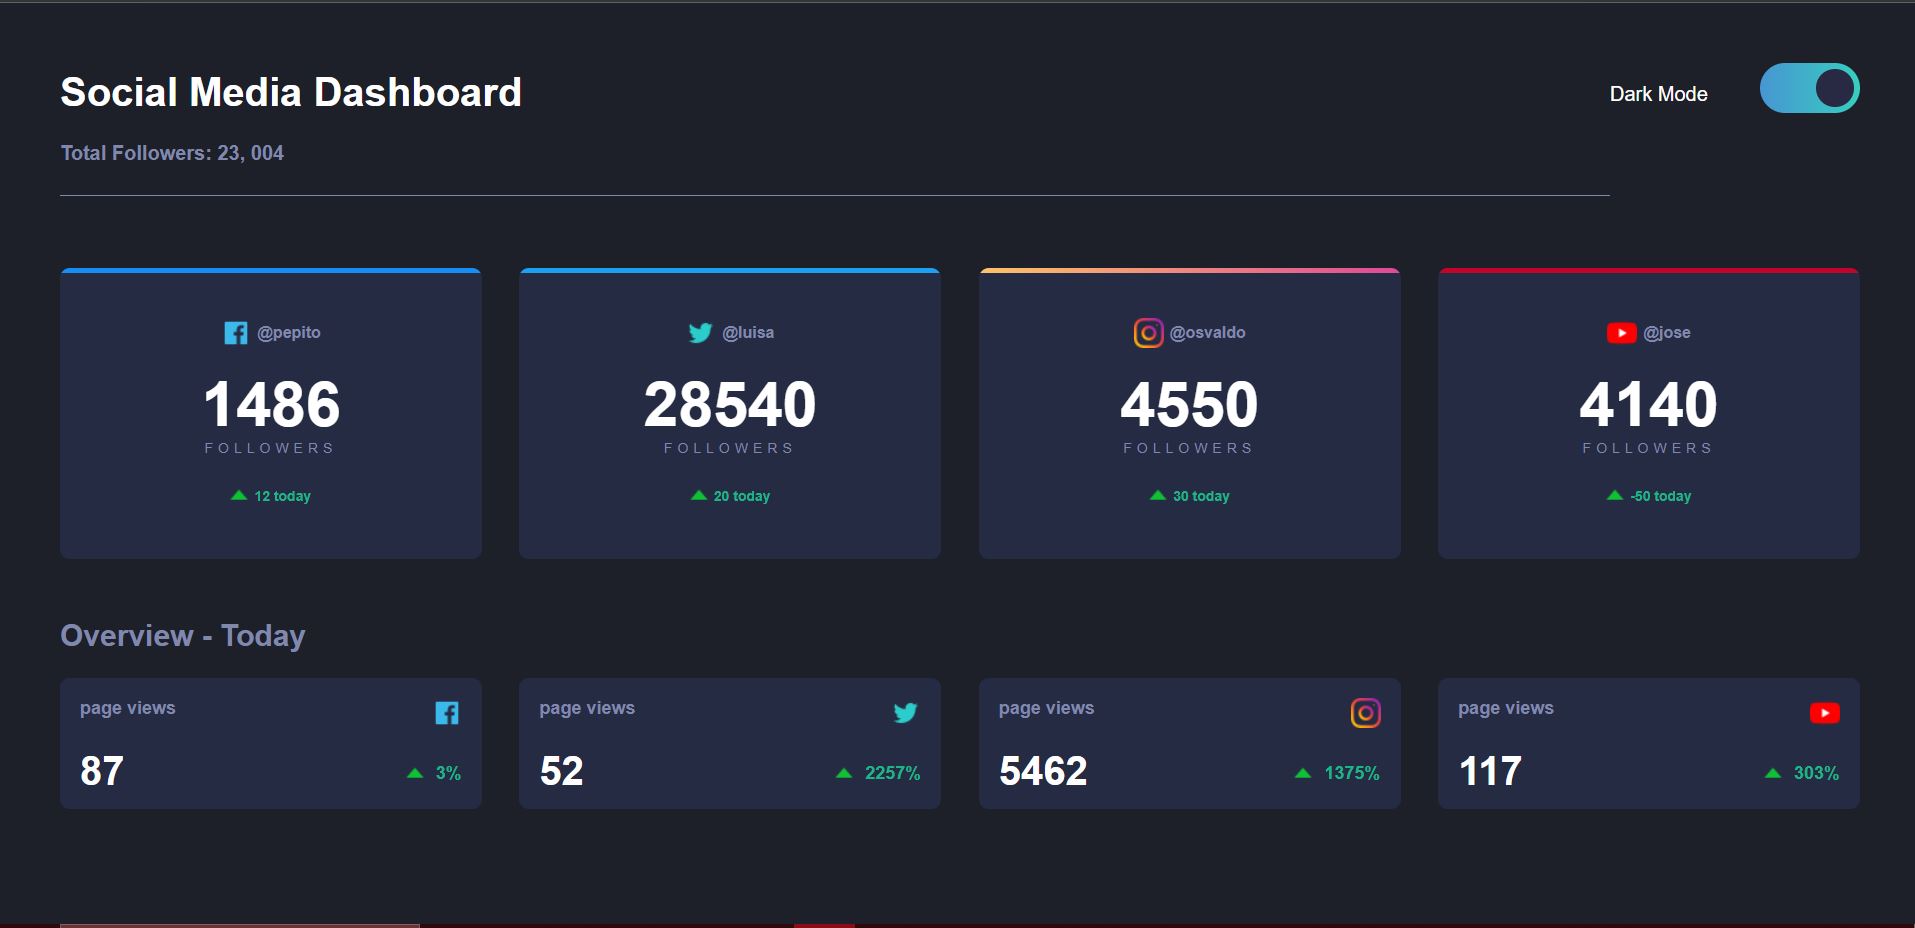 Social Media Dashboard
Dark Mode
Total Followers: 23, 004
@pepito
1486
FOLLOWERS
12 today
@luisa
28540
FOLLOWERS
20 today
@osvaldo
4550
FOLLOWERS
30 today
@jose
4140
FOLLOWERS
-50 today
Overview - Today
page views
87
3%
page views
52
2257%
page views
5462
1375%
page views
117
303%